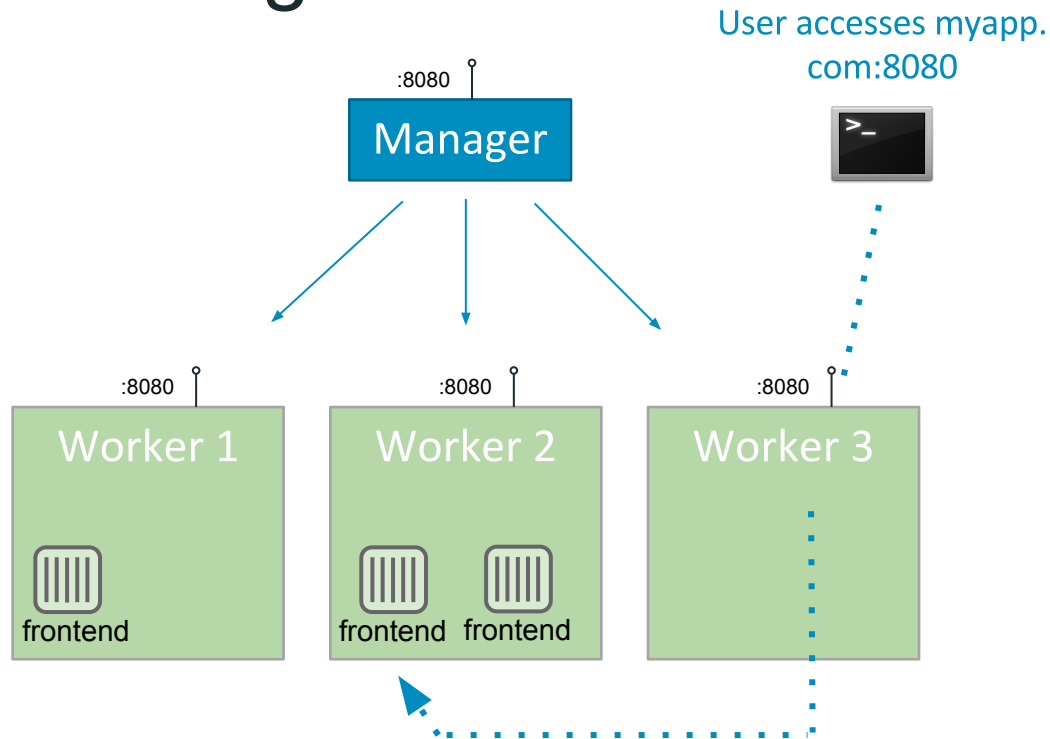 User accesses myapp.
com:8080
:8080
Manager
>_
:8080
:8080
:8080
Worker 1
Worker 2
Worker 3
frontend
frontend
frontend